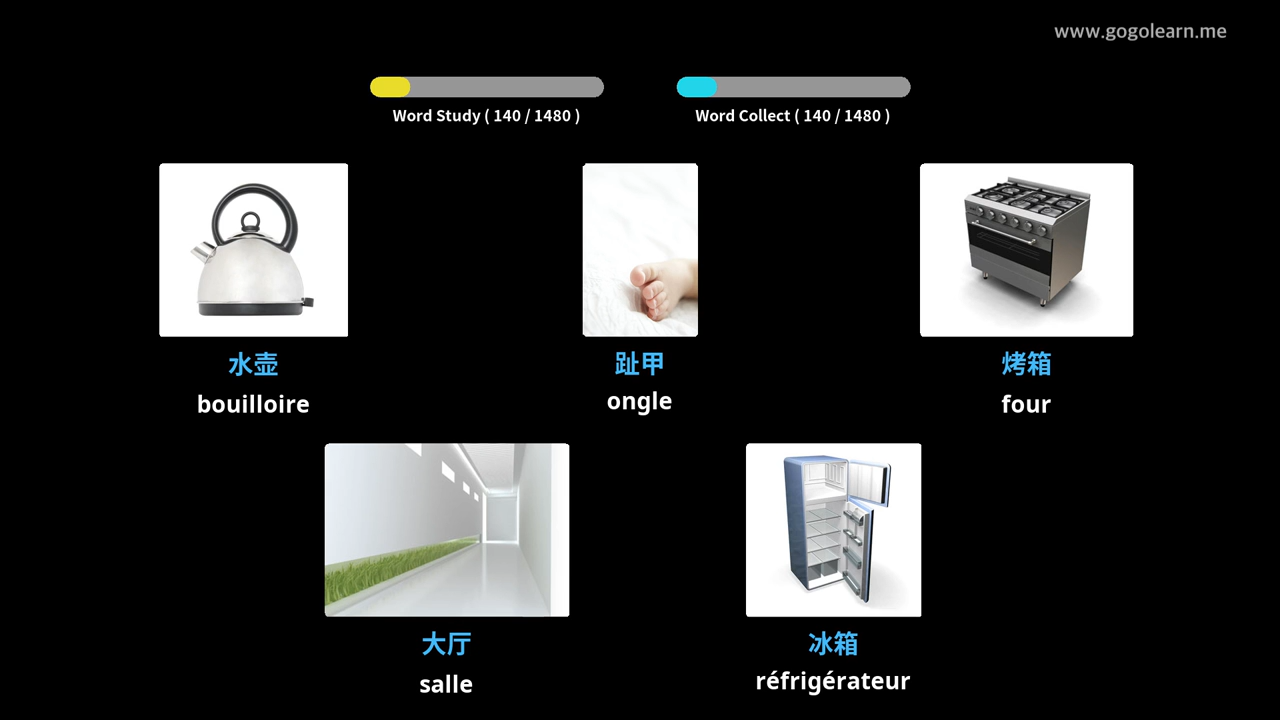 www.gogolearn.me
Word Study ( 140 / 1480 )
Word Collect ( 140 / 1480 )
水壶
bouilloire
趾甲
ongle
烤箱
four
大厅
salle
冰箱
réfrigérateur